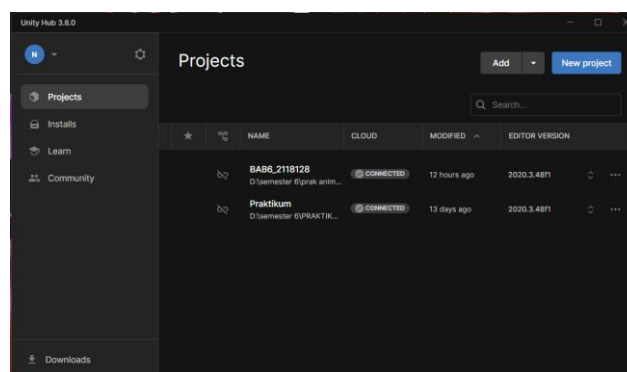 Unity Hub 3.8.0
N
Projects
Installs
Learn
Community
Downloads
Projects
Add
New project
Search...
NAME CLOUD MODIFIED EDITOR VERSION
BAB6_2118128 CONNECTED 12 hours ago 2020.3.48f1
D:\semester 6\prak anim...
Praktikum CONNECTED 13 days ago 2020.3.48f1
D:\semester 6\PRAKTIK...